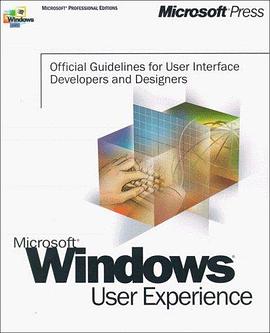 Microsoft® Professional Editions
Microsoft Press
Windows
Official Guidelines for User Interface
Developers and Designers
Microsoft®
Windows®
User Experience